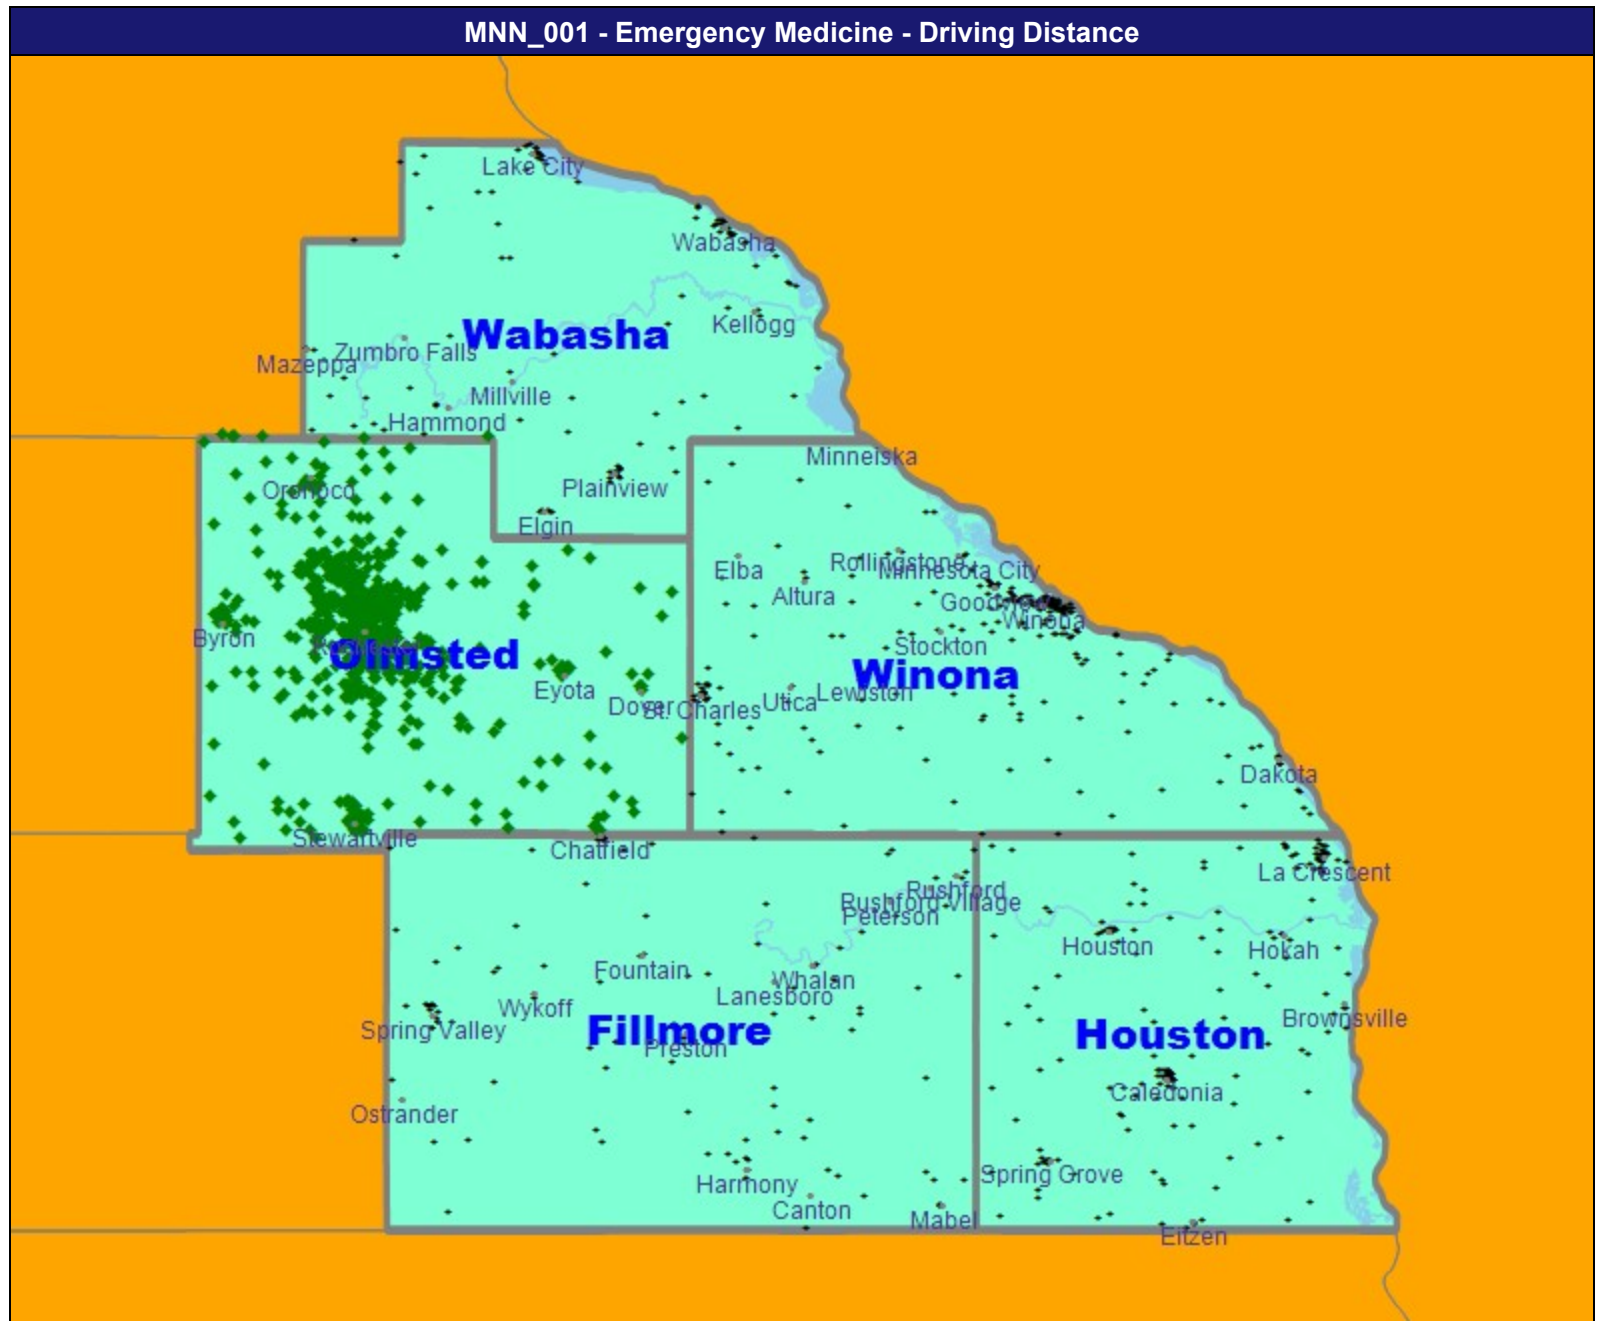 MNN_001 - Emergency Medicine - Driving Distance
Lake City
Wabasha
Kellogg
Wabasha
Zumbro Falls
Mazeppa
Millville
Hammond
Minneiska
Plainview
Oronoco
Elgin
Rollingstone
Minnesota City
Elba
Altura
Goodview
Winona
Byron
Stockton
Rochester
Olmsted
Winona
Eyota
Dover
St. Charles
Utica
Lewiston
Dakota
Stewartville
Chatfield
La Crescent
Rushford
Rushford Village
Peterson
Houston
Hokah
Fountain
Whalan
Lanesboro
Wykoff
Brownsville
Spring Valley
Fillmore
Houston
Preston
Caledonia
Ostrander
Spring Grove
Harmony
Canton
Mabel
Eitzen